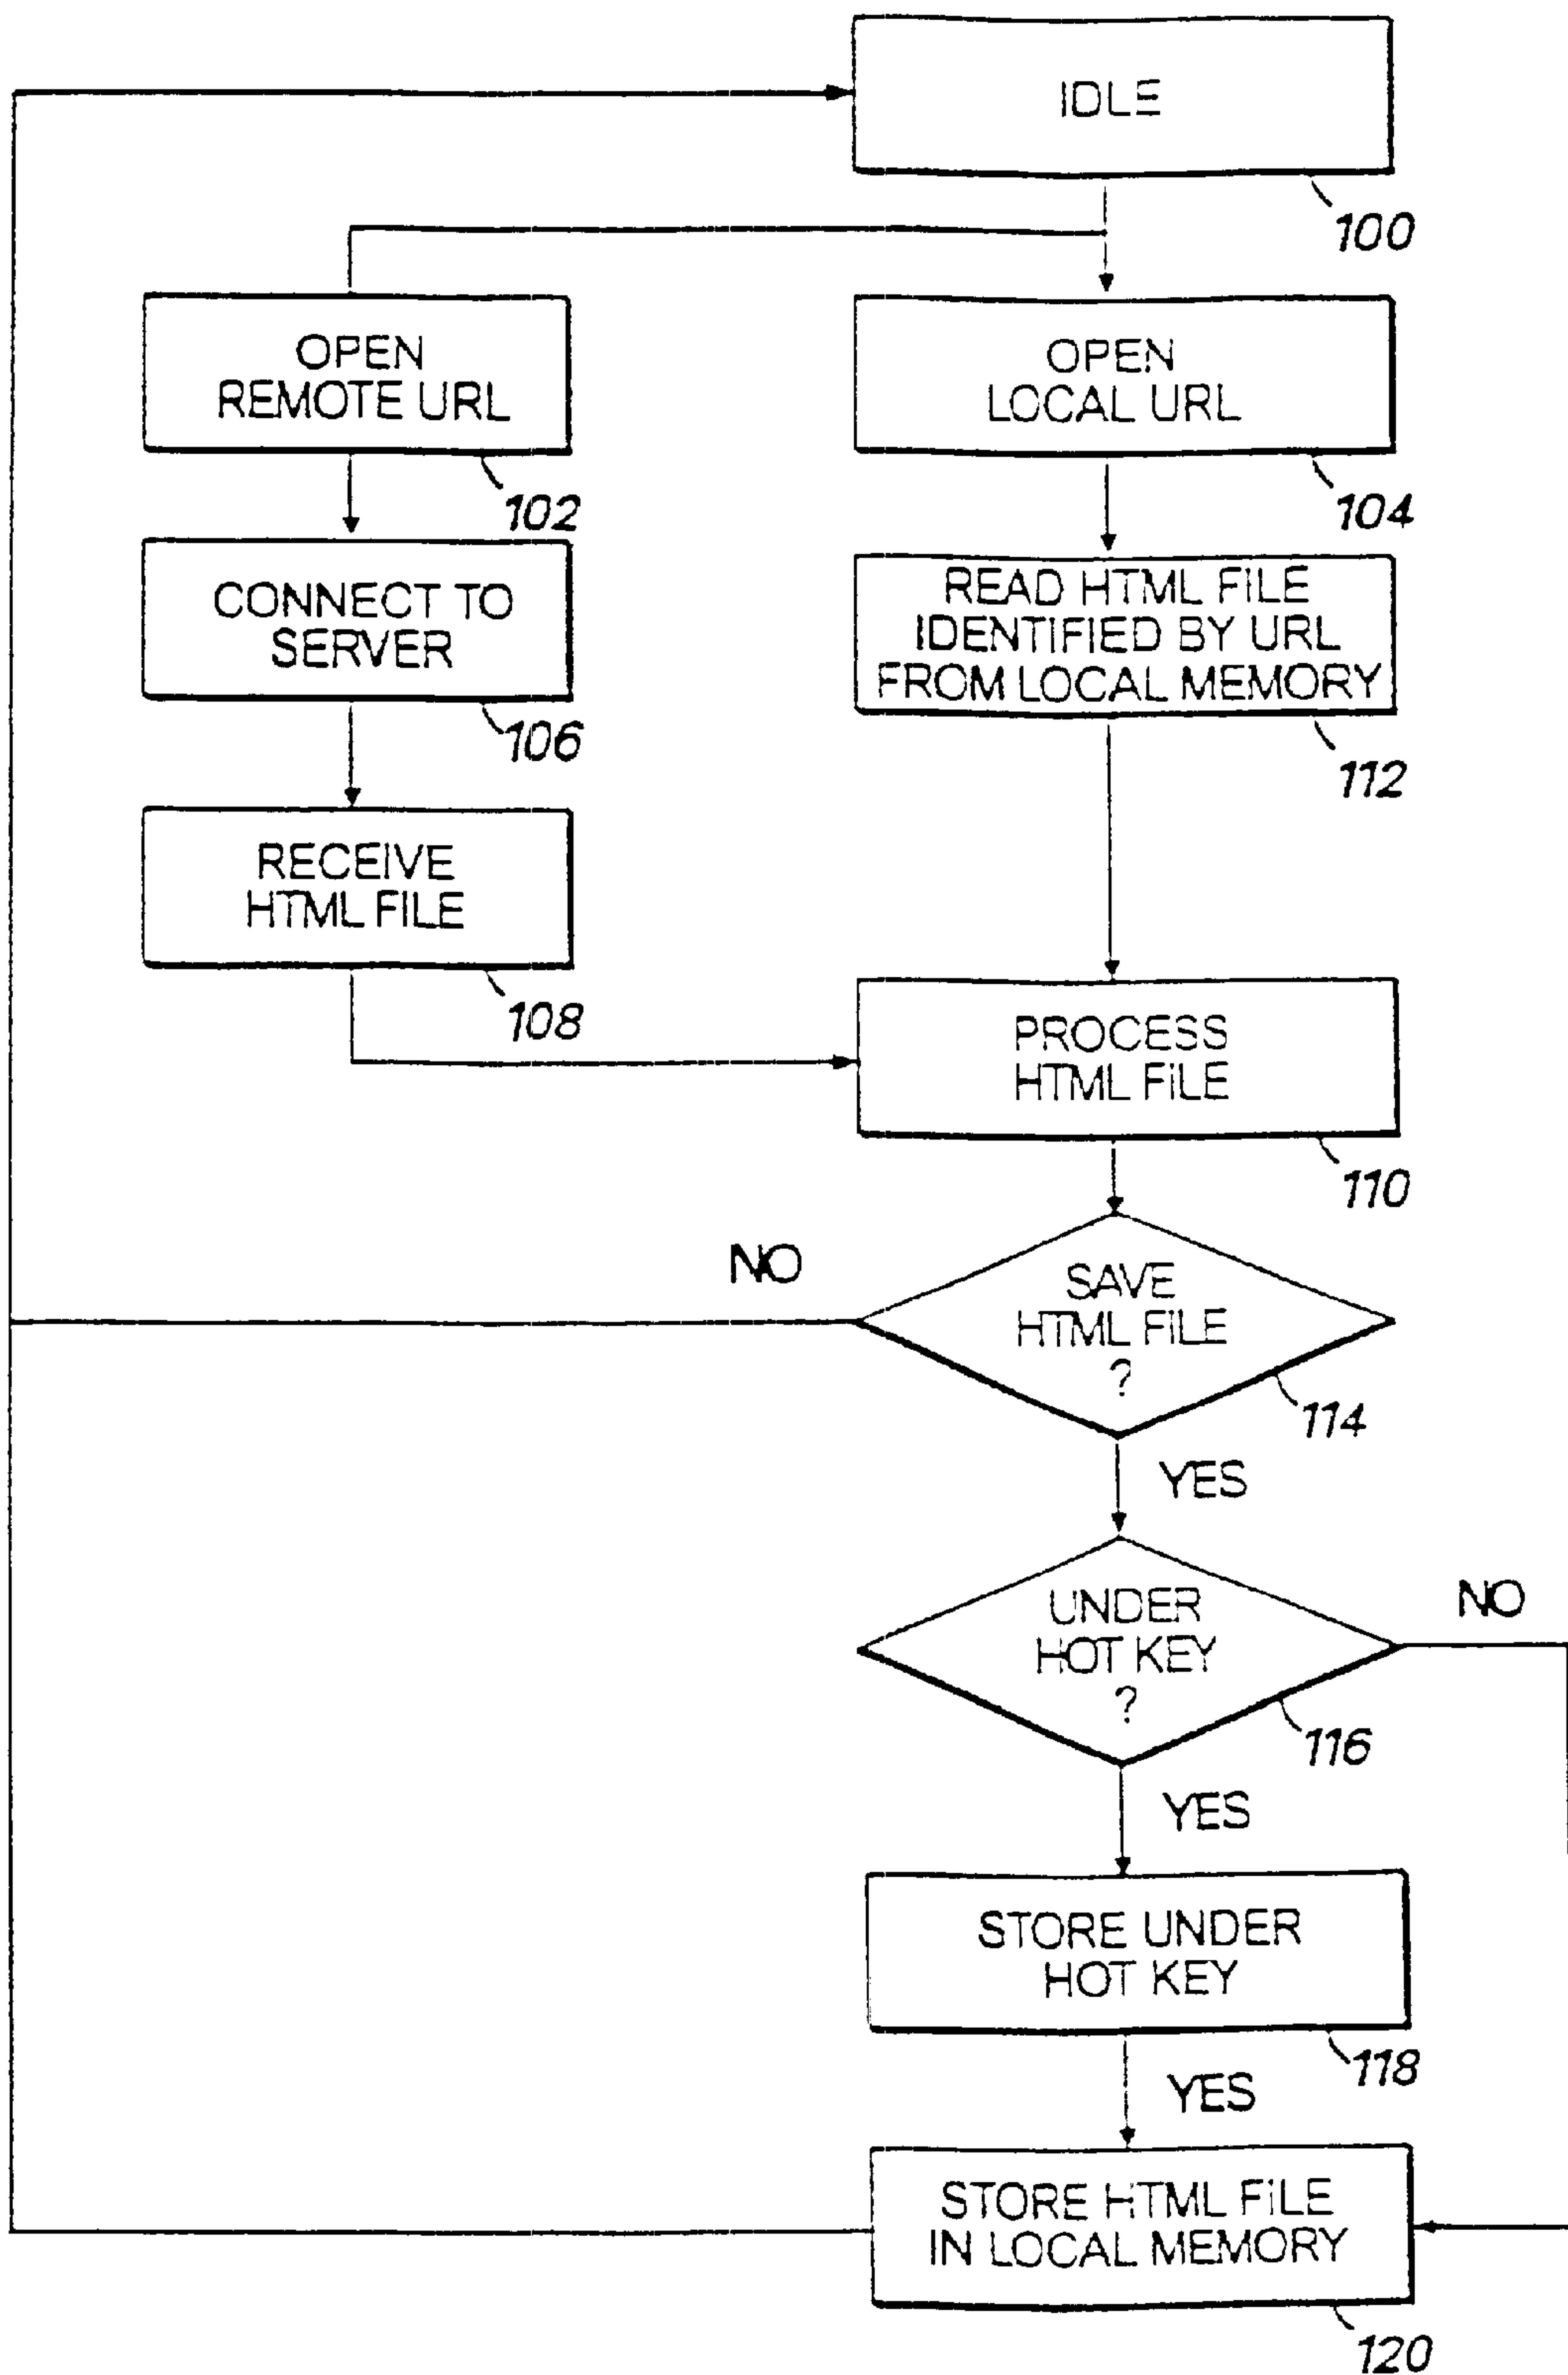 IDLE
100
OPEN
REMOTE URL
102
OPEN
LOCAL URL
104
CONNECT TO
SERVER
106
READ HTML FILE
IDENTIFIED BY URL
FROM LOCAL MEMORY
112
RECEIVE
HTML FILE
108
PROCESS
HTML FILE
110
NO
SAVE
HTML FILE
?
114
YES
UNDER
HOT KEY
?
NO
116
YES
STORE UNDER
HOT KEY
118
YES
STORE HTML FILE
IN LOCAL MEMORY
120